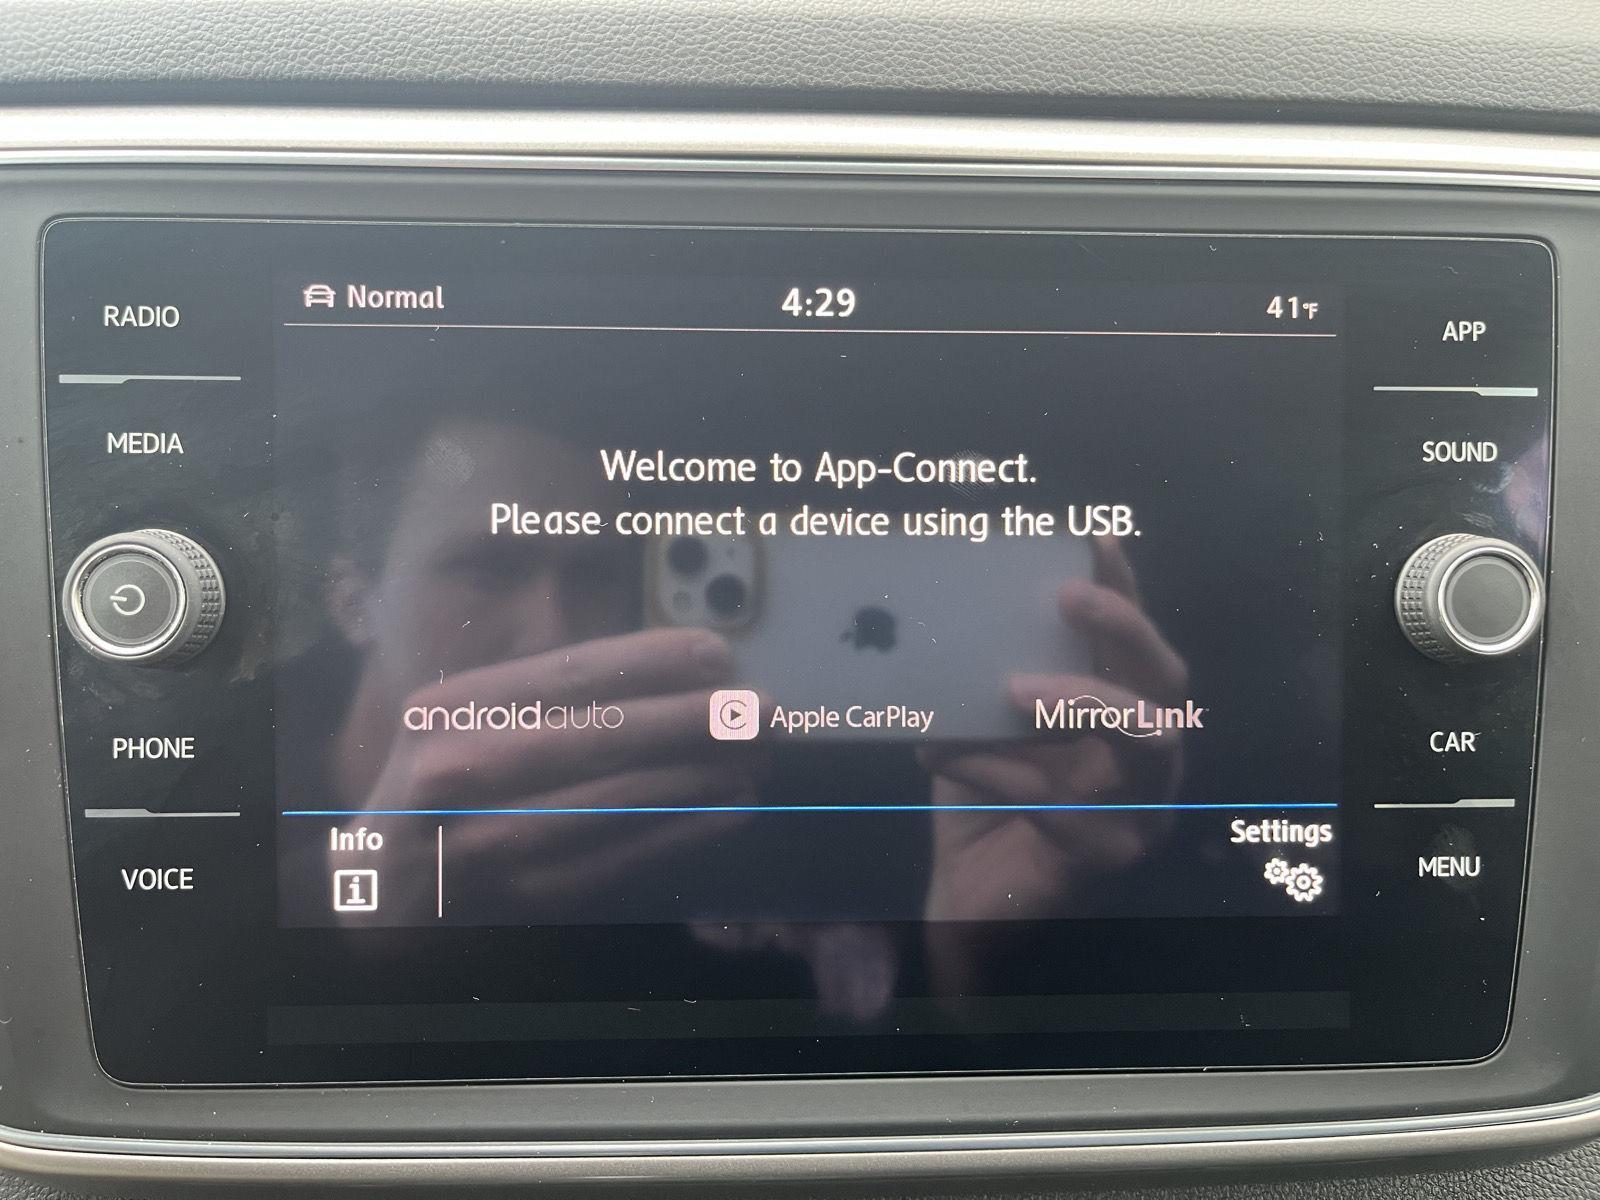 Normal
4:29
41°F
RADIO
MEDIA
PHONE
VOICE
Welcome to App-Connect.
Please connect a device using the USB.
androidauto
Apple CarPlay
MirrorLink
Info
i
Settings
APP
SOUND
CAR
MENU